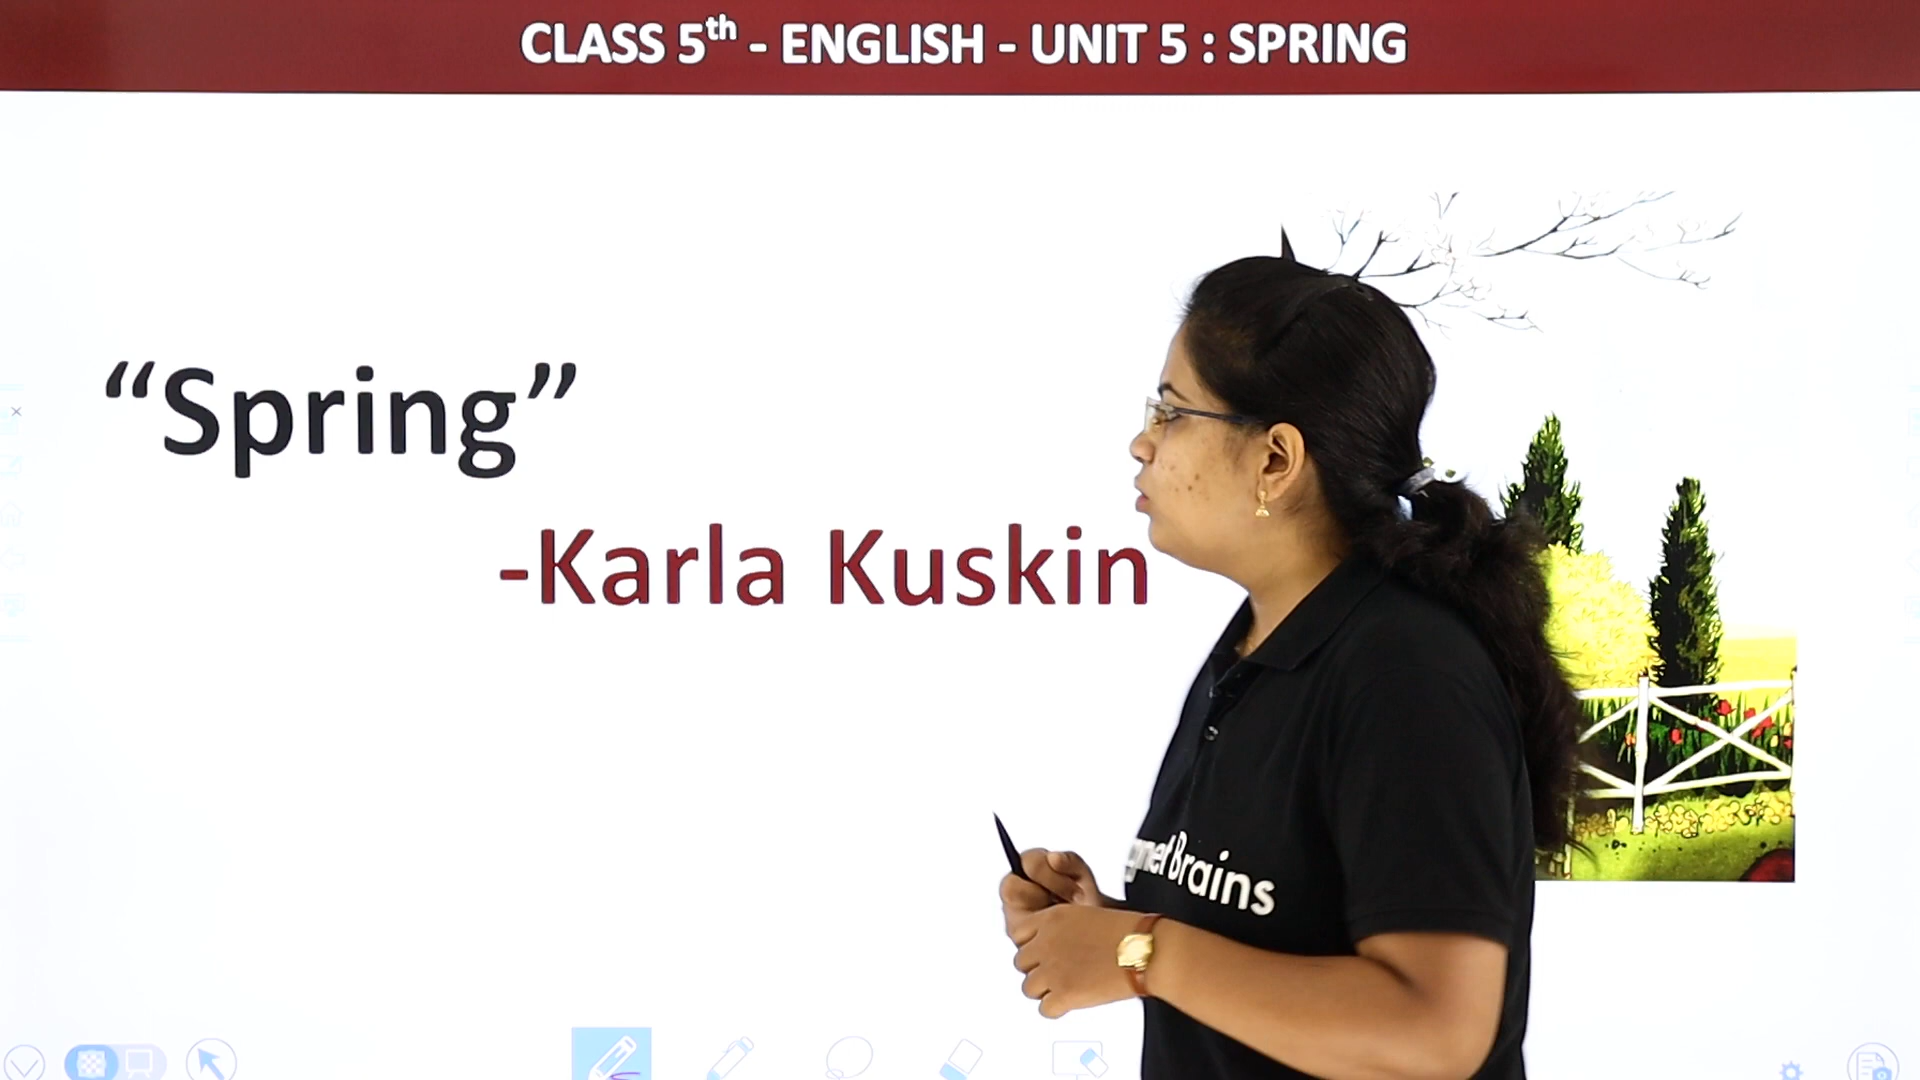 CLASS 5th - ENGLISH - UNIT 5 : SPRING
“Spring”
-Karla Kuskin
Brains